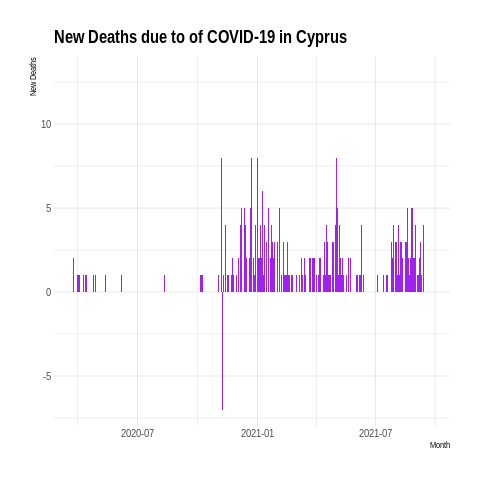 New Deaths due to of COVID-19 in Cyprus
New Deaths
10
5
0
-5
2020-07
2021-01
2021-07
Month